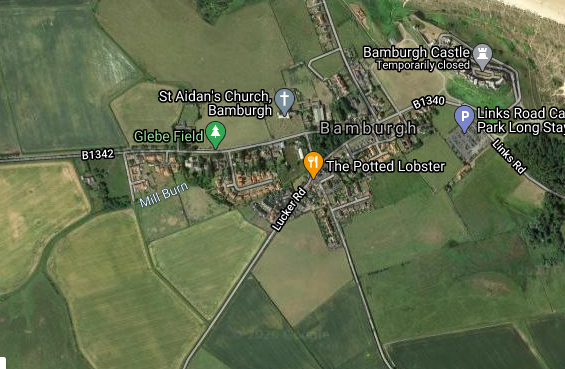 Bamburgh Castle
Temporarily closed
St Aidan's Church,
Bamburgh
B1340
Links Road Ca
Park Long Stay
Glebe Field
Bamburgh
B1342
The Potted Lobster
Links Rd
Mill Burn
Lucker Rd